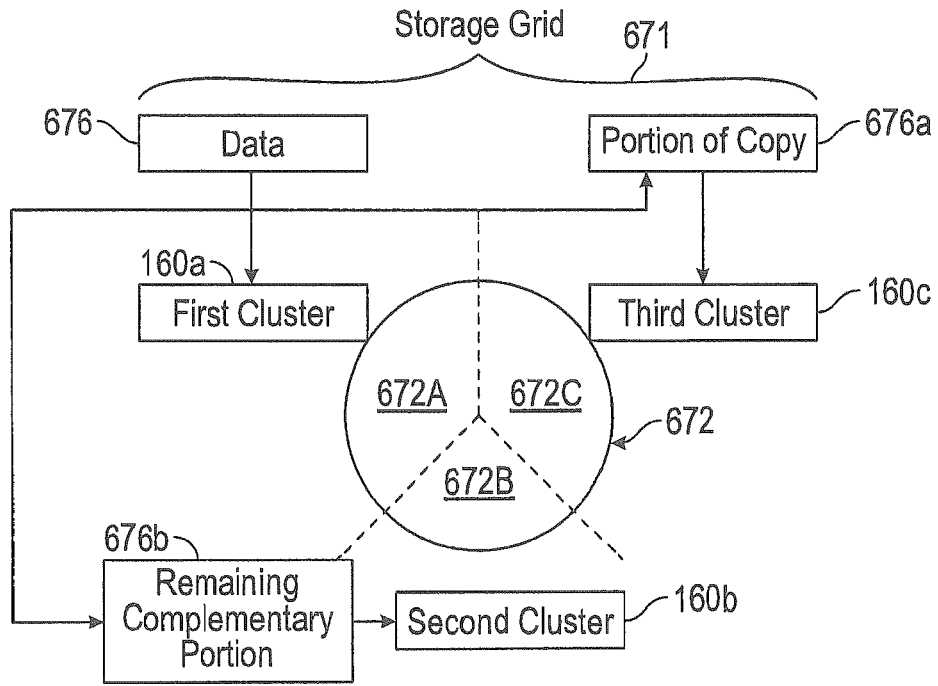 Storage Grid
671
676
Data
Portion of Copy
676a
160a
First Cluster
Third Cluster
160c
672A
672C
672
672B
676b
Remaining
Complementary
Portion
Second Cluster
160b